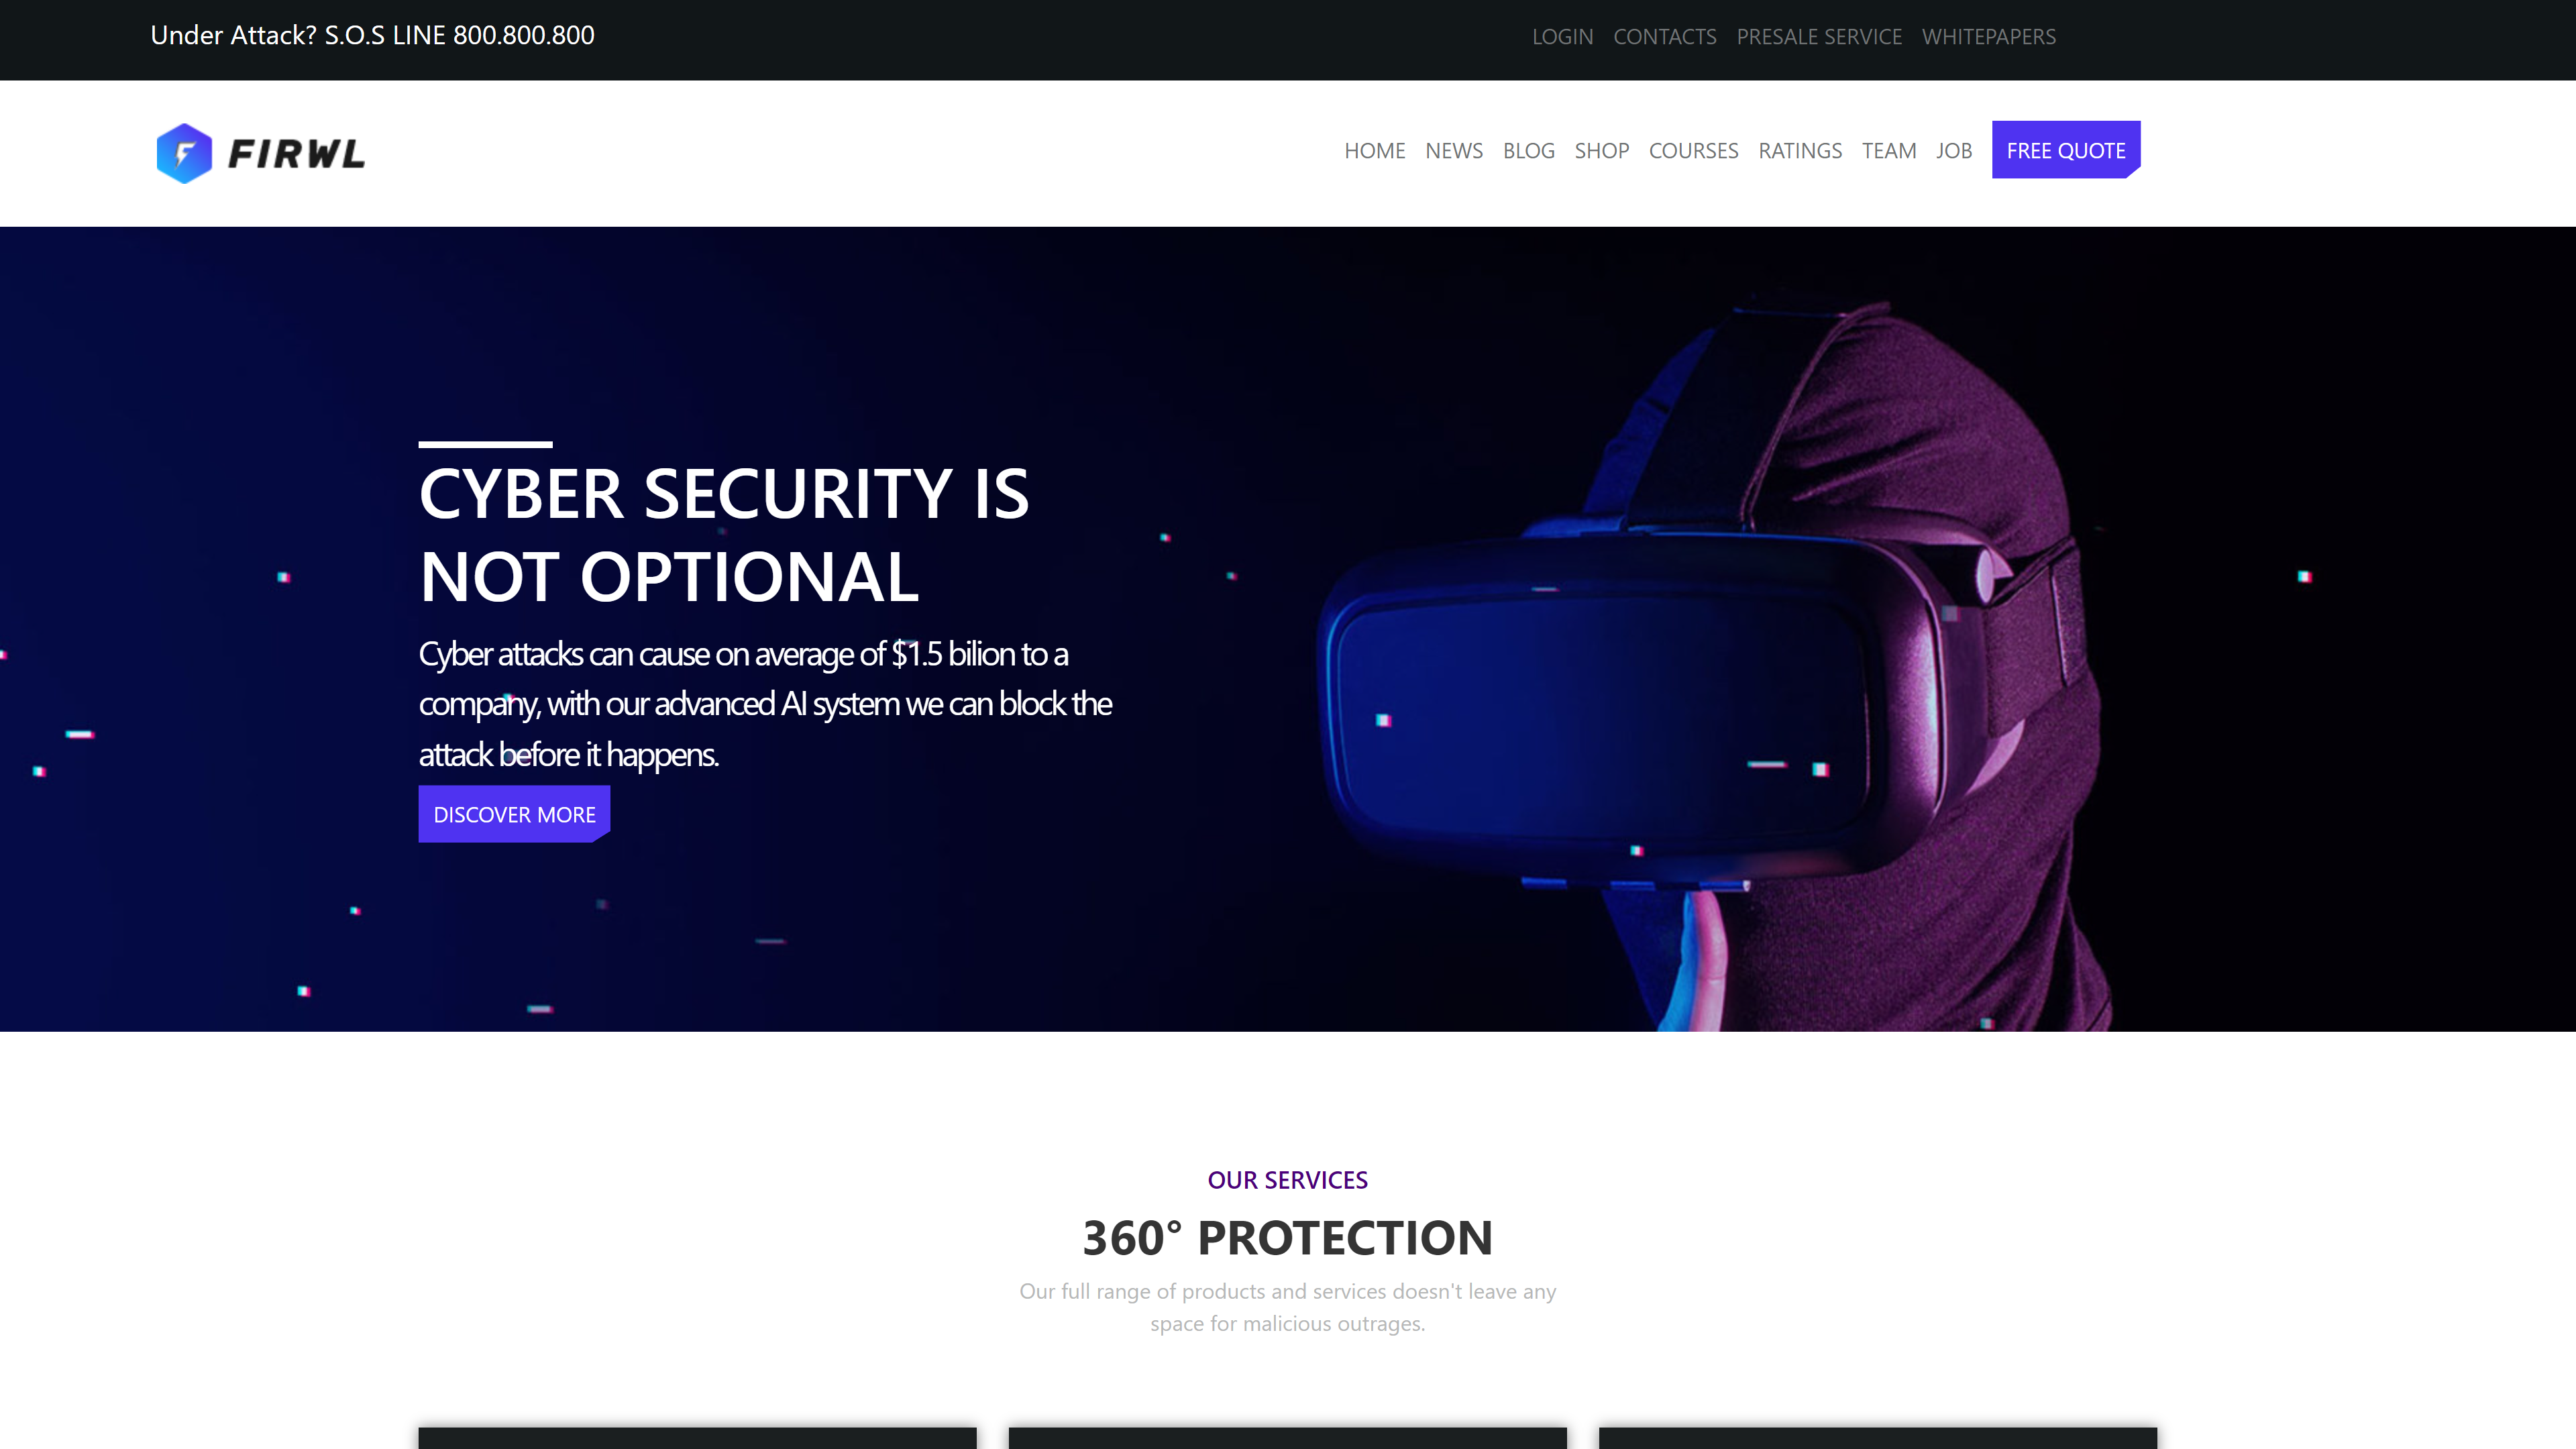 Under Attack? S.O.S LINE 800.800.800
LOGIN CONTACTS PRESALE SERVICE WHITEPAPERS
FIRWL
HOME NEWS BLOG SHOP COURSES RATINGS TEAM JOB FREE QUOTE
CYBER SECURITY IS
NOT OPTIONAL
Cyber attacks can cause on average of $1.5 bilion to a
company, with our advanced AI system we can block the
attack before it happens.
DISCOVER MORE
OUR SERVICES
360° PROTECTION
Our full range of products and services doesn't leave any
space for malicious outrages.